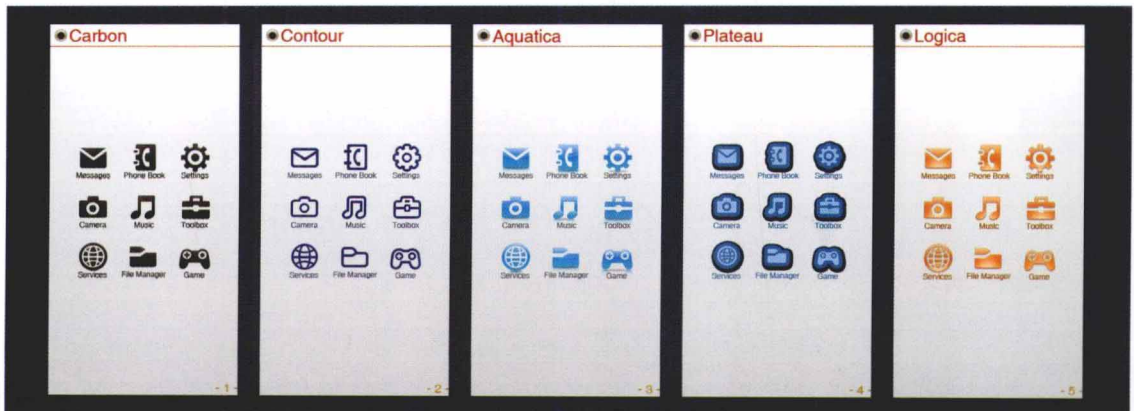 Carbon
Messages Phone Book Settings
Camera Music Toolbox
Services File Manager Game
- 1 -
Contour
Messages Phone Book Settings
Camera Music Toolbox
Services File Manager Game
- 2 -
Aquatica
Messages Phone Book Settings
Camera Music Toolbox
Services File Manager Game
- 3 -
Plateau
Messages Phone Book Settings
Camera Music Toolbox
Services File Manager Game
- 4 -
Logica
Messages Phone Book Settings
Camera Music Toolbox
Services File Manager Game
- 5 -